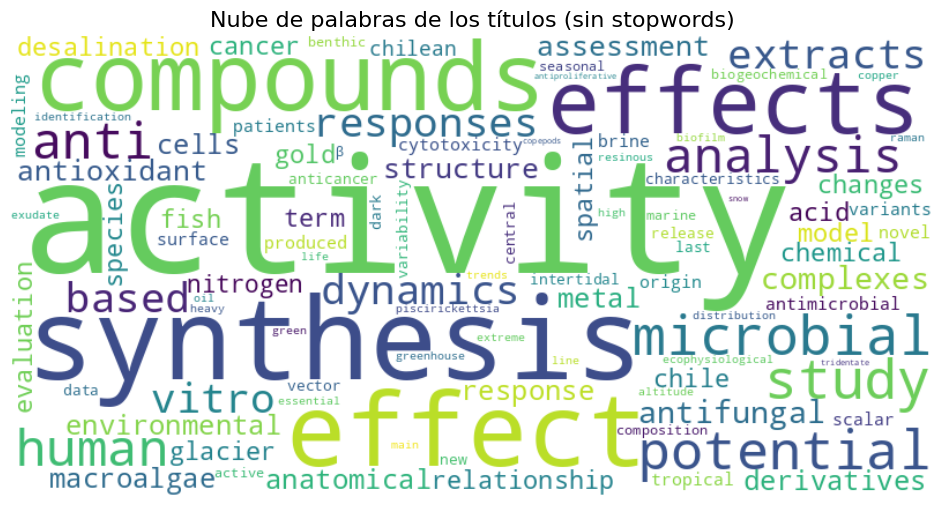 Nube de palabras de los títulos (sin stopwords)
desalination cancer benthic chilean assessment extracts
compounds seasonal antiproliferative biogeochemical copper
effects
modeling identification patients responses cytotoxicity copepods spatial brine biofilm raman
anti cells gold β structure resinous analysis
antioxidant anticancer characteristics changes
activity
species exudate fish term dark variability central high marine acid variants
surface produced life snow release last model novel
evaluation nitrogen trends intertidal origin chemical
based oil heavy dynamics metal complexes
piscirickettsia distribution antimicrobial
synthesis green extreme microbial
greenhouse line ecophysiological tridentate
data vector response chile study
vitro essential altitude
effect antifungal scalar
environmental composition
human glacier main potential
macroalgae active anatomical new relationship tropical derivatives